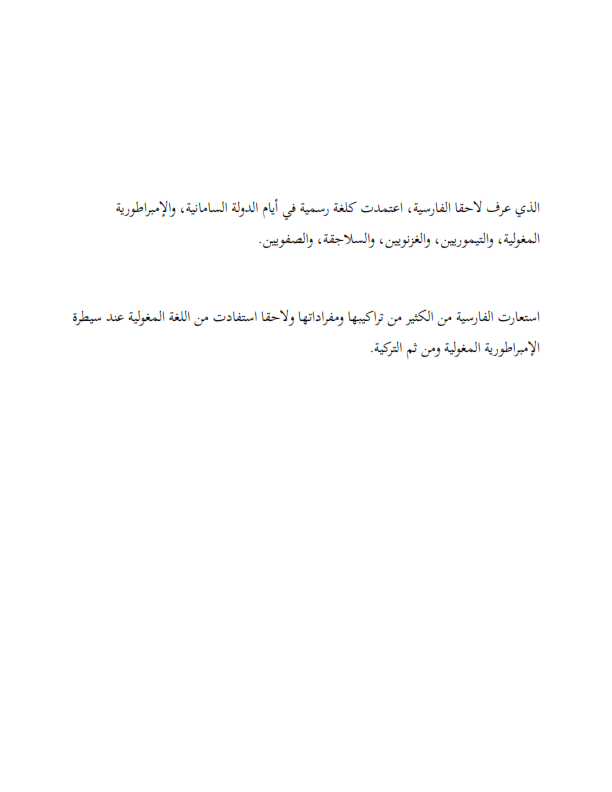 الذي عرف لاحقا الفارسية، اعتمدت كلغة رسمية في أيام الدولة السامانية، والإمبراطورية
المغولية، والتيموريين، والغزنويين، والسلاجقة، والصفويين.
استعارت الفارسية من الكثير من تراكيبها ومفراداتها ولاحقا استفادت من اللغة المغولية عند سيطرة
الإمبراطورية المغولية ومن ثم التركية.